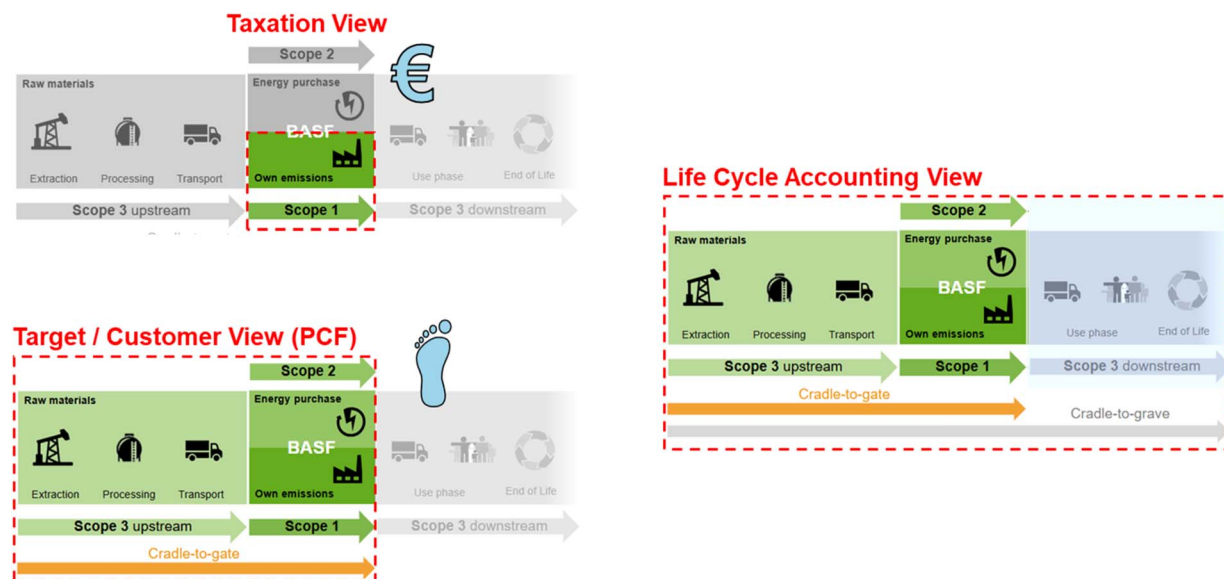 Taxation View
Scope 2
€
Raw materials
Energy purchase
BASF
Extraction
Processing
Transport
Own emissions
Use phase
End of Life
Scope 3 upstream
Scope 1
Scope 3 downstream
Target / Customer View (PCF)
Scope 2
Raw materials
Energy purchase
BASF
Extraction
Processing
Transport
Own emissions
Use phase
End of Life
Scope 3 upstream
Scope 1
Scope 3 downstream
Cradle-to-gate
Life Cycle Accounting View
Scope 2
Raw materials
Energy purchase
BASF
Extraction
Processing
Transport
Own emissions
Use phase
End of Life
Scope 3 upstream
Scope 1
Scope 3 downstream
Cradle-to-gate
Cradle-to-grave